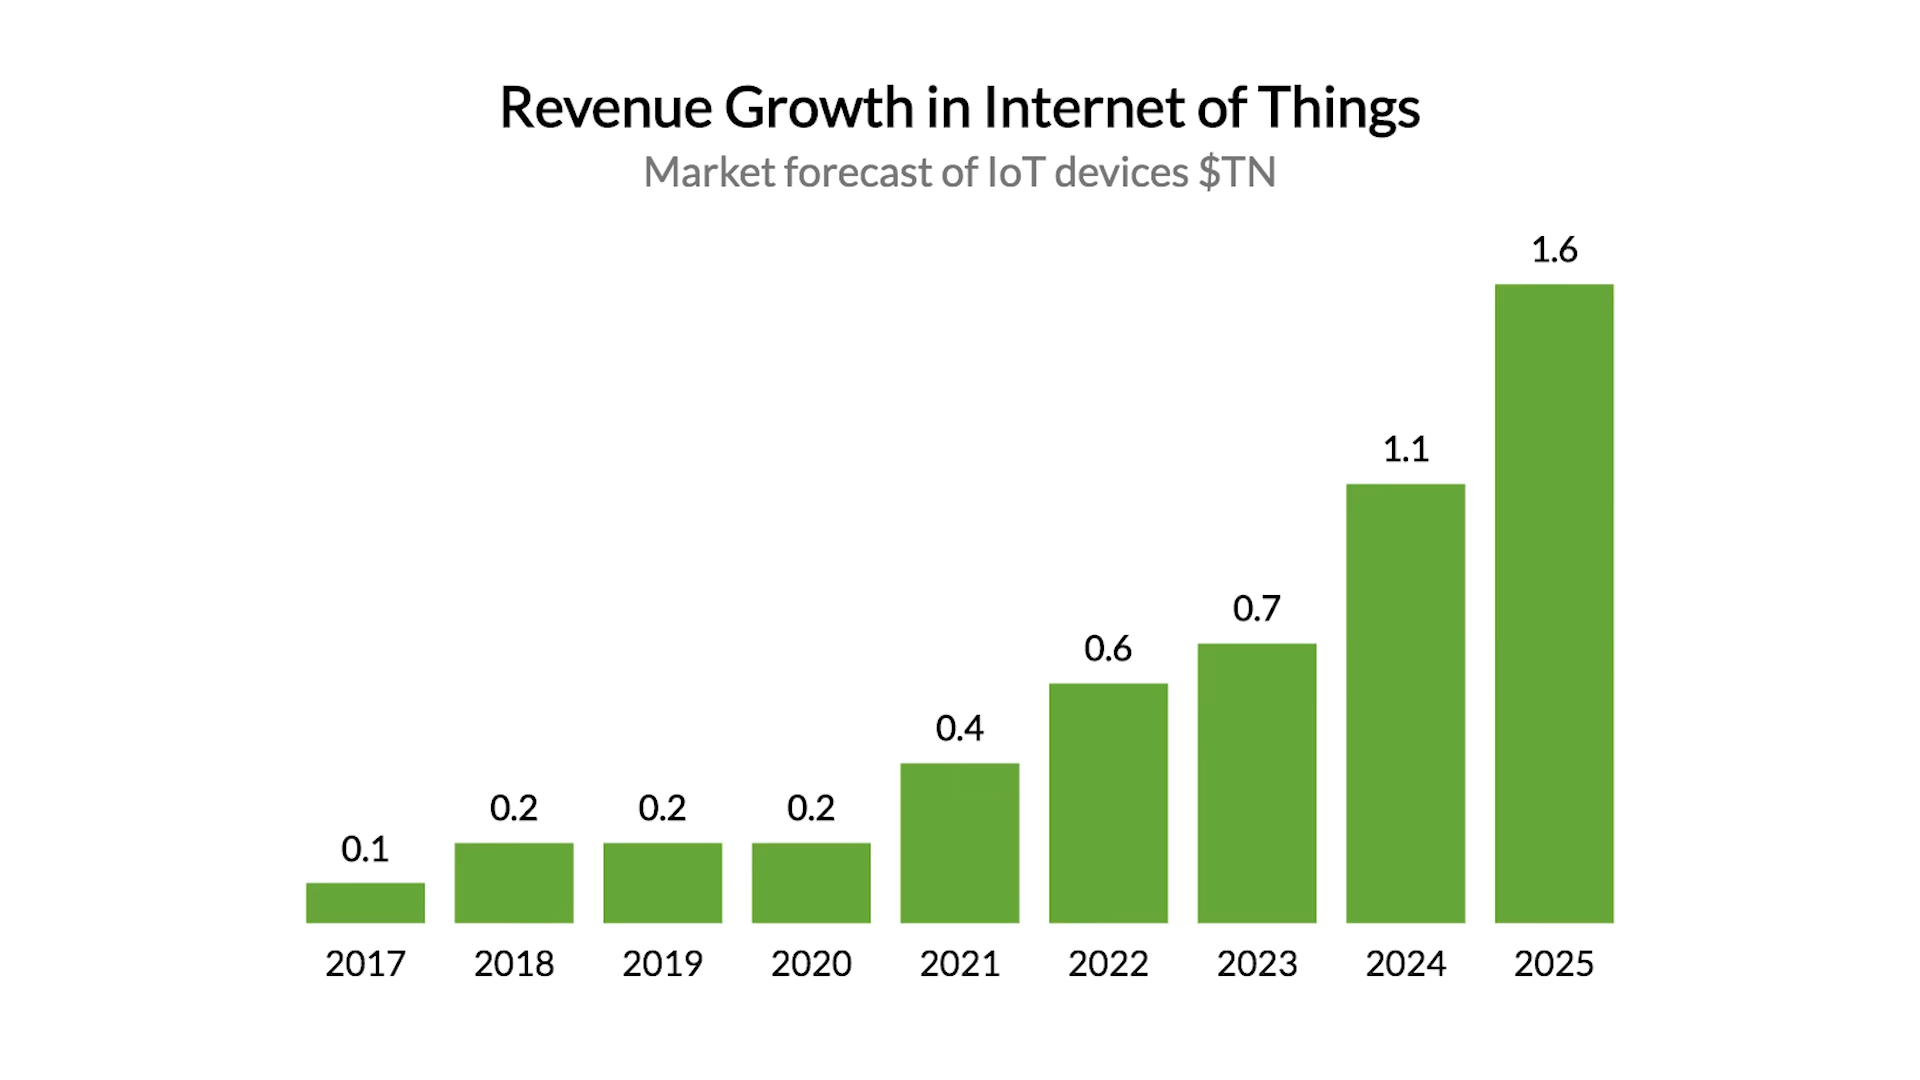 Revenue Growth in Internet of Things
Market forecast of IoT devices $TN
1.6
1.1
0.7
0.6
0.4
0.2 0.2 0.2
0.1
2017 2018 2019 2020 2021 2022 2023 2024 2025